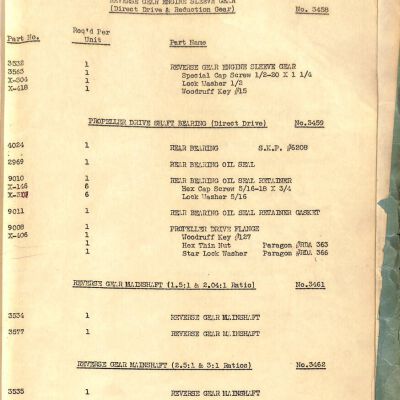 REVERSE GEAR ENGINE SLEEVE GEAR
(Direct Drive & Reduction Gear) No. 3458
Part No. Req'd Per Unit Part Name
3532 1 REVERSE GEAR ENGINE SLEEVE GEAR
3563 1 Special Cap Screw 1/2-20 X 1 1/4
X-304 1 Lock Washer 1/2
X-418 1 Woodruff Key #15
PROPELLER DRIVE SHAFT BEARING (Direct Drive) No.3459
4024 1 REAR BEARING S.K.F. #6208
2969 1 REAR BEARING OIL SEAL
9010 1 REAR BEARING OIL SEAL RETAINER
X-146 6 Hex Cap Screw 5/16-18 X 3/4
6 Lock Washer 5/16
9011 1 REAR BEARING OIL SEAL RETAINER GASKET
9008 1 PROPELLER DRIVE FLANGE
X-406 1 Woodruff Key #127
1 Hex Thin Nut Paragon #RDA 363
1 Star Lock Washer Paragon #RDA 366
REVERSE GEAR MAINSHAFT (1.5:1 & 2.04:1 Ratio) No.3461
3534 1 REVERSE GEAR MAINSHAFT
3577 1 REVERSE GEAR MAINSHAFT
REVERSE GEAR MAINSHAFT (2.5:1 & 3:1 Ratios) No.3462
3535 1 REVERSE GEAR MAINSHAFT